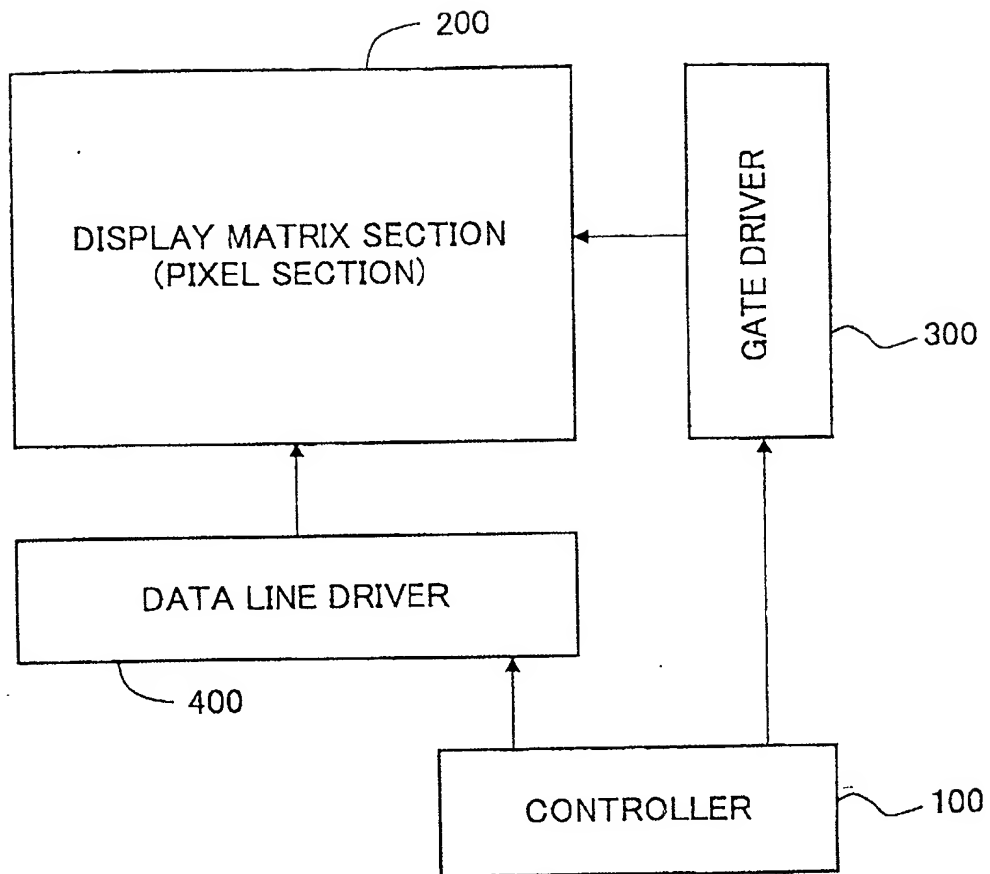 200
DISPLAY MATRIX SECTION
(PIXEL SECTION)
GATE DRIVER
300
DATA LINE DRIVER
400
CONTROLLER
100